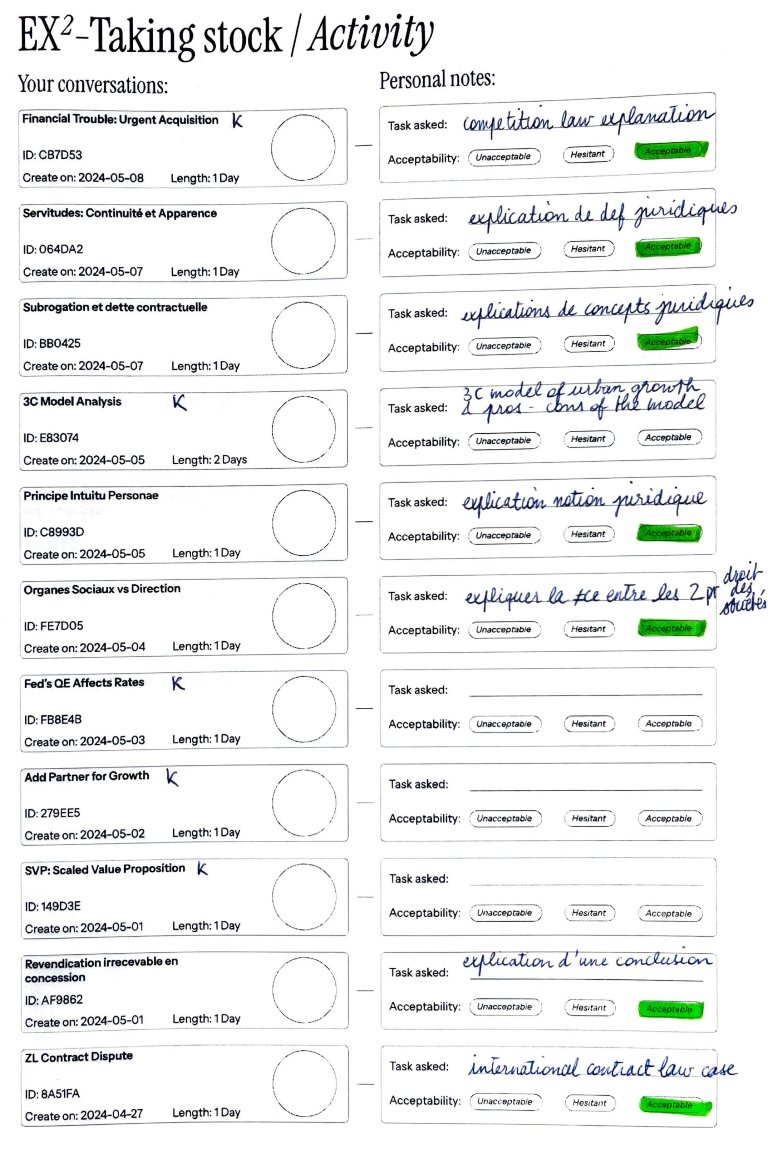 EX²-Taking stock / Activity
Your conversations:
Personal notes:
Financial Trouble: Urgent Acquisition K
ID: CB7D53
Create on: 2024-05-08 Length: 1 Day
Task asked: competition law explanation
Acceptability: Unacceptable Hesitant Acceptable
Servitudes: Continuité et Apparence
ID: 064DA2
Create on: 2024-05-07 Length: 1 Day
Task asked: explication de def juridiques
Acceptability: Unacceptable Hesitant Acceptable
Subrogation et dette contractuelle
ID: BB0425
Create on: 2024-05-07 Length: 1 Day
Task asked: explications de concepts juridiques
Acceptability: Unacceptable Hesitant Acceptable
3C Model Analysis K
ID: E83074
Create on: 2024-05-05 Length: 2 Days
3C model of urban growth
Task asked: & pros - cons of the model
Acceptability: Unacceptable Hesitant Acceptable
Principe Intuitu Personae
ID: C8993D
Create on: 2024-05-05 Length: 1 Day
Task asked: explication notion juridique
Acceptability: Unacceptable Hesitant Acceptable
Organes Sociaux vs Direction
ID: FE7D05
Create on: 2024-05-04 Length: 1 Day
Task asked: expliquer la ≠ce entre les 2 pr droit
des
sociétés
Acceptability: Unacceptable Hesitant Acceptable
Fed's QE Affects Rates K
ID: FB8E4B
Create on: 2024-05-03 Length: 1 Day
Task asked:
Acceptability: Unacceptable Hesitant Acceptable
Add Partner for Growth K
ID: 279EE5
Create on: 2024-05-02 Length: 1 Day
Task asked:
Acceptability: Unacceptable Hesitant Acceptable
SVP: Scaled Value Proposition K
ID: 149D3E
Create on: 2024-05-01 Length: 1 Day
Task asked:
Acceptability: Unacceptable Hesitant Acceptable
Revendication irrecevable en
concession
ID: AF9862
Create on: 2024-05-01 Length: 1 Day
Task asked: explication d'une conclusion
Acceptability: Unacceptable Hesitant Acceptable
ZL Contract Dispute
ID: 8A51FA
Create on: 2024-04-27 Length: 1 Day
Task asked: international contract law case
Acceptability: Unacceptable Hesitant Acceptable